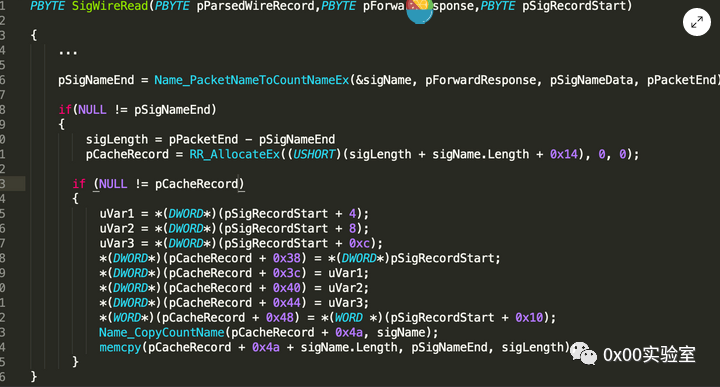 1 PBYTE SigWireRead(PBYTE pParsedWireRecord,PBYTE pForwa esponse,PBYTE pSigRecordStart)
2
3 {
4 ...
5
6 pSigNameEnd = Name_PacketNameToCountNameEx(&sigName, pForwardResponse, pSigNameData, pPacketEnd)
7
8 if(NULL != pSigNameEnd)
9 {
0 sigLength = pPacketEnd - pSigNameEnd
1 pCacheRecord = RR_AllocateEx((USHORT)(sigLength + sigName.Length + 0x14), 0, 0);
2
3 if (NULL != pCacheRecord)
4 {
5 uVar1 = *(DWORD*)(pSigRecordStart + 4);
6 uVar2 = *(DWORD*)(pSigRecordStart + 8);
7 uVar3 = *(DWORD*)(pSigRecordStart + 0xc);
8 *(DWORD*)(pCacheRecord + 0x38) = *(DWORD*)pSigRecordStart;
9 *(DWORD*)(pCacheRecord + 0x3c) = uVar1;
0 *(DWORD*)(pCacheRecord + 0x40) = uVar2;
1 *(DWORD*)(pCacheRecord + 0x44) = uVar3;
2 *(WORD*)(pCacheRecord + 0x48) = *(WORD *)(pSigRecordStart + 0x10);
3 Name_CopyCountName(pCacheRecord + 0x4a, sigName);
4 memcpy(pCacheRecord + 0x4a + sigName.Length, pSigNameEnd, sigLength)
5 }
6 }
0x00实验室